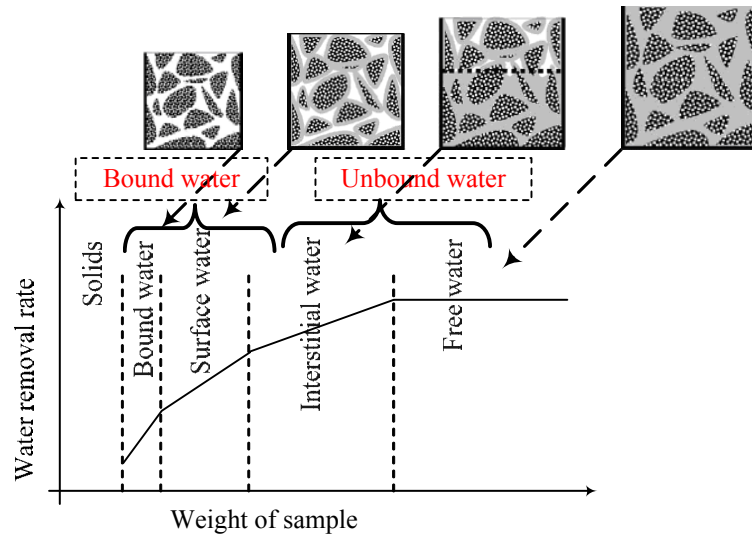 Bound water
Unbound water
Water removal rate
Solids
Bound water
Surface water
Interstitial water
Free water
Weight of sample